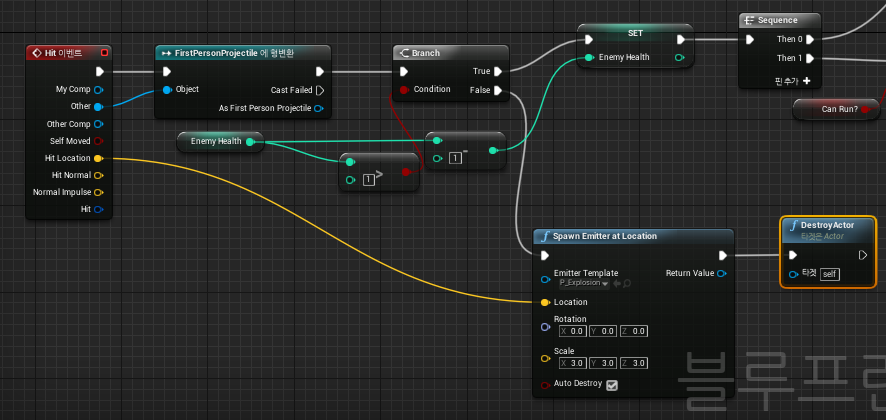 Hit 이벤트
My Comp
Other
Other Comp
Self Moved
Hit Location
Hit Normal
Normal Impulse
Hit
FirstPersonProjectile 에 형변환
Object
Cast Failed
As First Person Projectile
Enemy Health
1 >
1 -
Branch
Condition
True
False
SET
Enemy Health
Sequence
Then 0
Then 1
핀 추가 +
Can Run?
Spawn Emitter at Location
Emitter Template
P_Explosion
Return Value
Location
Rotation
X 0.0 Y 0.0 Z 0.0
Scale
X 3.0 Y 3.0 Z 3.0
Auto Destroy
DestroyActor
타겟은 Actor
타겟 self
블루프린